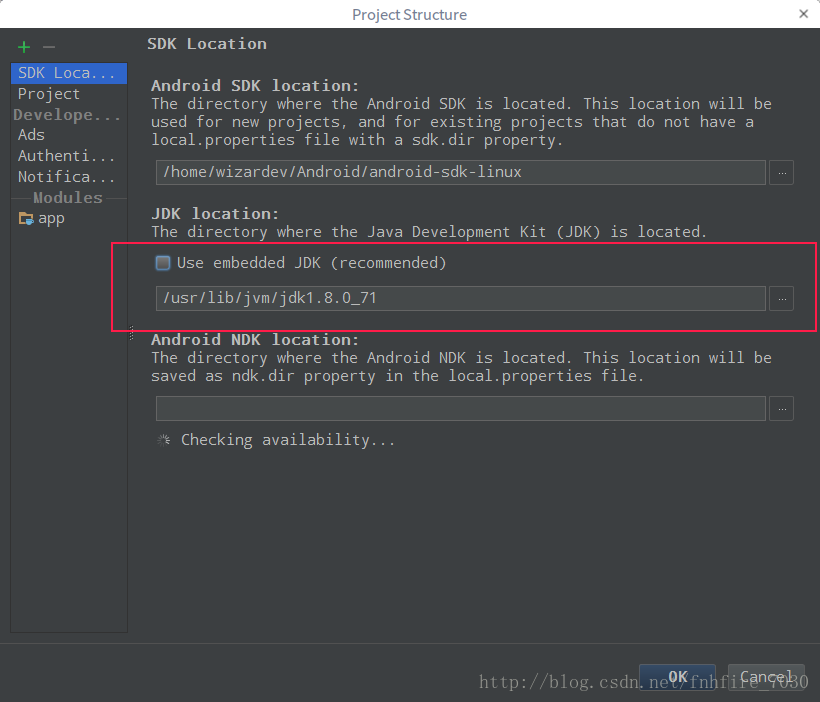 Project Structure
SDK Location
SDK Loca...
Project
Develope...
Ads
Authenti...
Notifica...
Modules
app
Android SDK location:
The directory where the Android SDK is located. This location will be
used for new projects, and for existing projects that do not have a
local.properties file with a sdk.dir property.
/home/wizardev/Android/android-sdk-linux
...
JDK location:
The directory where the Java Development Kit (JDK) is located.
Use embedded JDK (recommended)
/usr/lib/jvm/jdk1.8.0_71
...
Android NDK location:
The directory where the Android NDK is located. This location will be
saved as ndk.dir property in the local.properties file.
...
Checking availability...
OK
Cancel
http://blog.csdn.net/fnhfire_7030